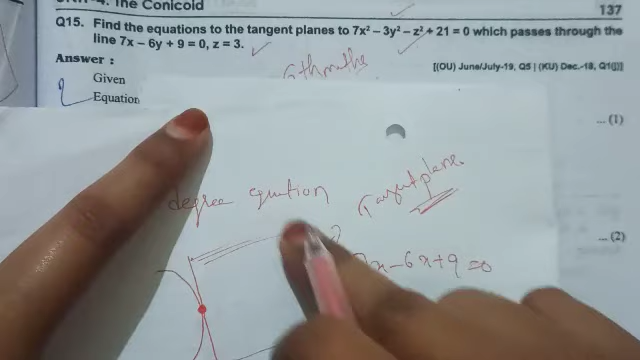 The Conicoid
137
Q15. Find the equations to the tangent planes to 7x² – 3y² – z² + 21 = 0 which passes through the
line 7x – 6y + 9 = 0, z = 3.
Answer :
[(OU) June/July-19, Q5 | (KU) Dec.-18, Q1
Given
Equation
... (1)
degree equation
Tangent plane.
... (2)
x – 6x + 9 = 0